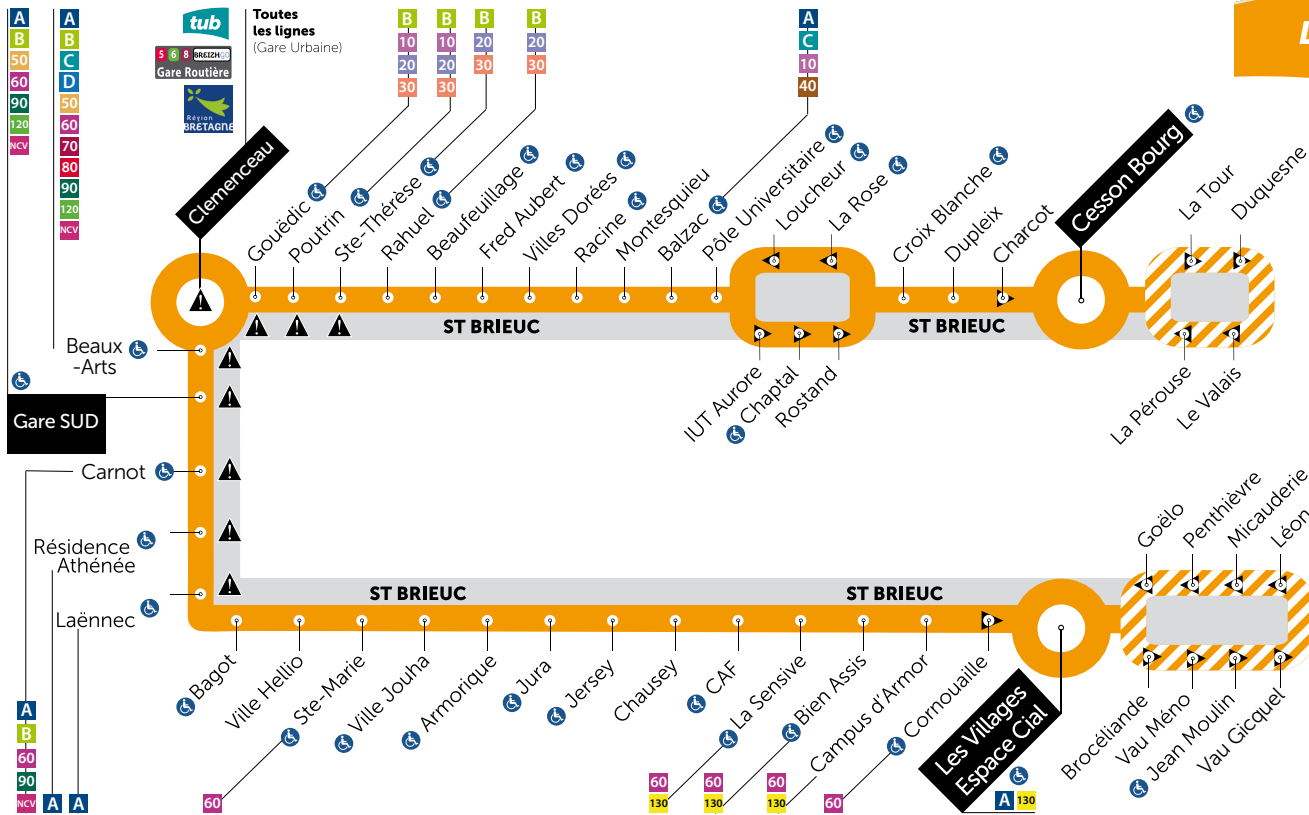 A
B
50
60
90
120
NCV
A
B
C
D
50
60
70
80
90
120
NCV
tub
5 6 8 BREIZHGO
Gare Routière
Région
BRETAGNE
Toutes
les lignes
(Gare Urbaine)
B
10
20
30
B
10
20
30
B
20
30
B
20
30
A
C
10
40
Clemenceau
Gouëdic
Poutrin
Ste-Thérèse
Rahuel
Beaufeuillage
Fred Aubert
Villes Dorées
Racine
Montesquieu
Balzac
Pôle Universitaire
Loucheur
La Rose
Croix Blanche
Dupleix
Charcot
Cesson Bourg
La Tour
Duquesne
ST BRIEUC
ST BRIEUC
IUT Aurore
Chaptal
Rostand
La Pérouse
Le Valais
Beaux
-Arts
Gare SUD
Carnot
Résidence
Athénée
Laënnec
ST BRIEUC
ST BRIEUC
Goëlo
Penthièvre
Micauderie
Léon
Bagot
Ville Hellio
Ste-Marie
Ville Jouha
Armorique
Jura
Jersey
Chausey
CAF
La Sensive
Bien Assis
Campus d'Armor
Cornouaille
Les Villages
Espace Cial
Brocéliande
Vau Méno
Jean Moulin
Vau Gicquel
A
B
60
90
NCV
A
A
60
60
130
60
130
60
130
60
A 130